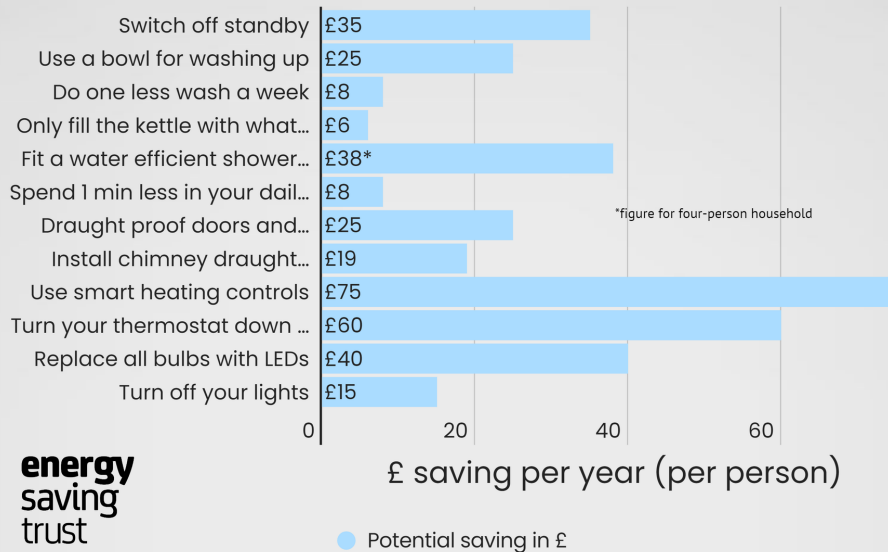 Switch off standby £35
Use a bowl for washing up £25
Do one less wash a week £8
Only fill the kettle with what... £6
Fit a water efficient shower... £38*
Spend 1 min less in your dail... £8
*figure for four-person household
Draught proof doors and... £25
Install chimney draught... £19
Use smart heating controls £75
Turn your thermostat down ... £60
Replace all bulbs with LEDs £40
Turn off your lights £15
0 20 40 60
£ saving per year (per person)
energy
saving
trust
Potential saving in £